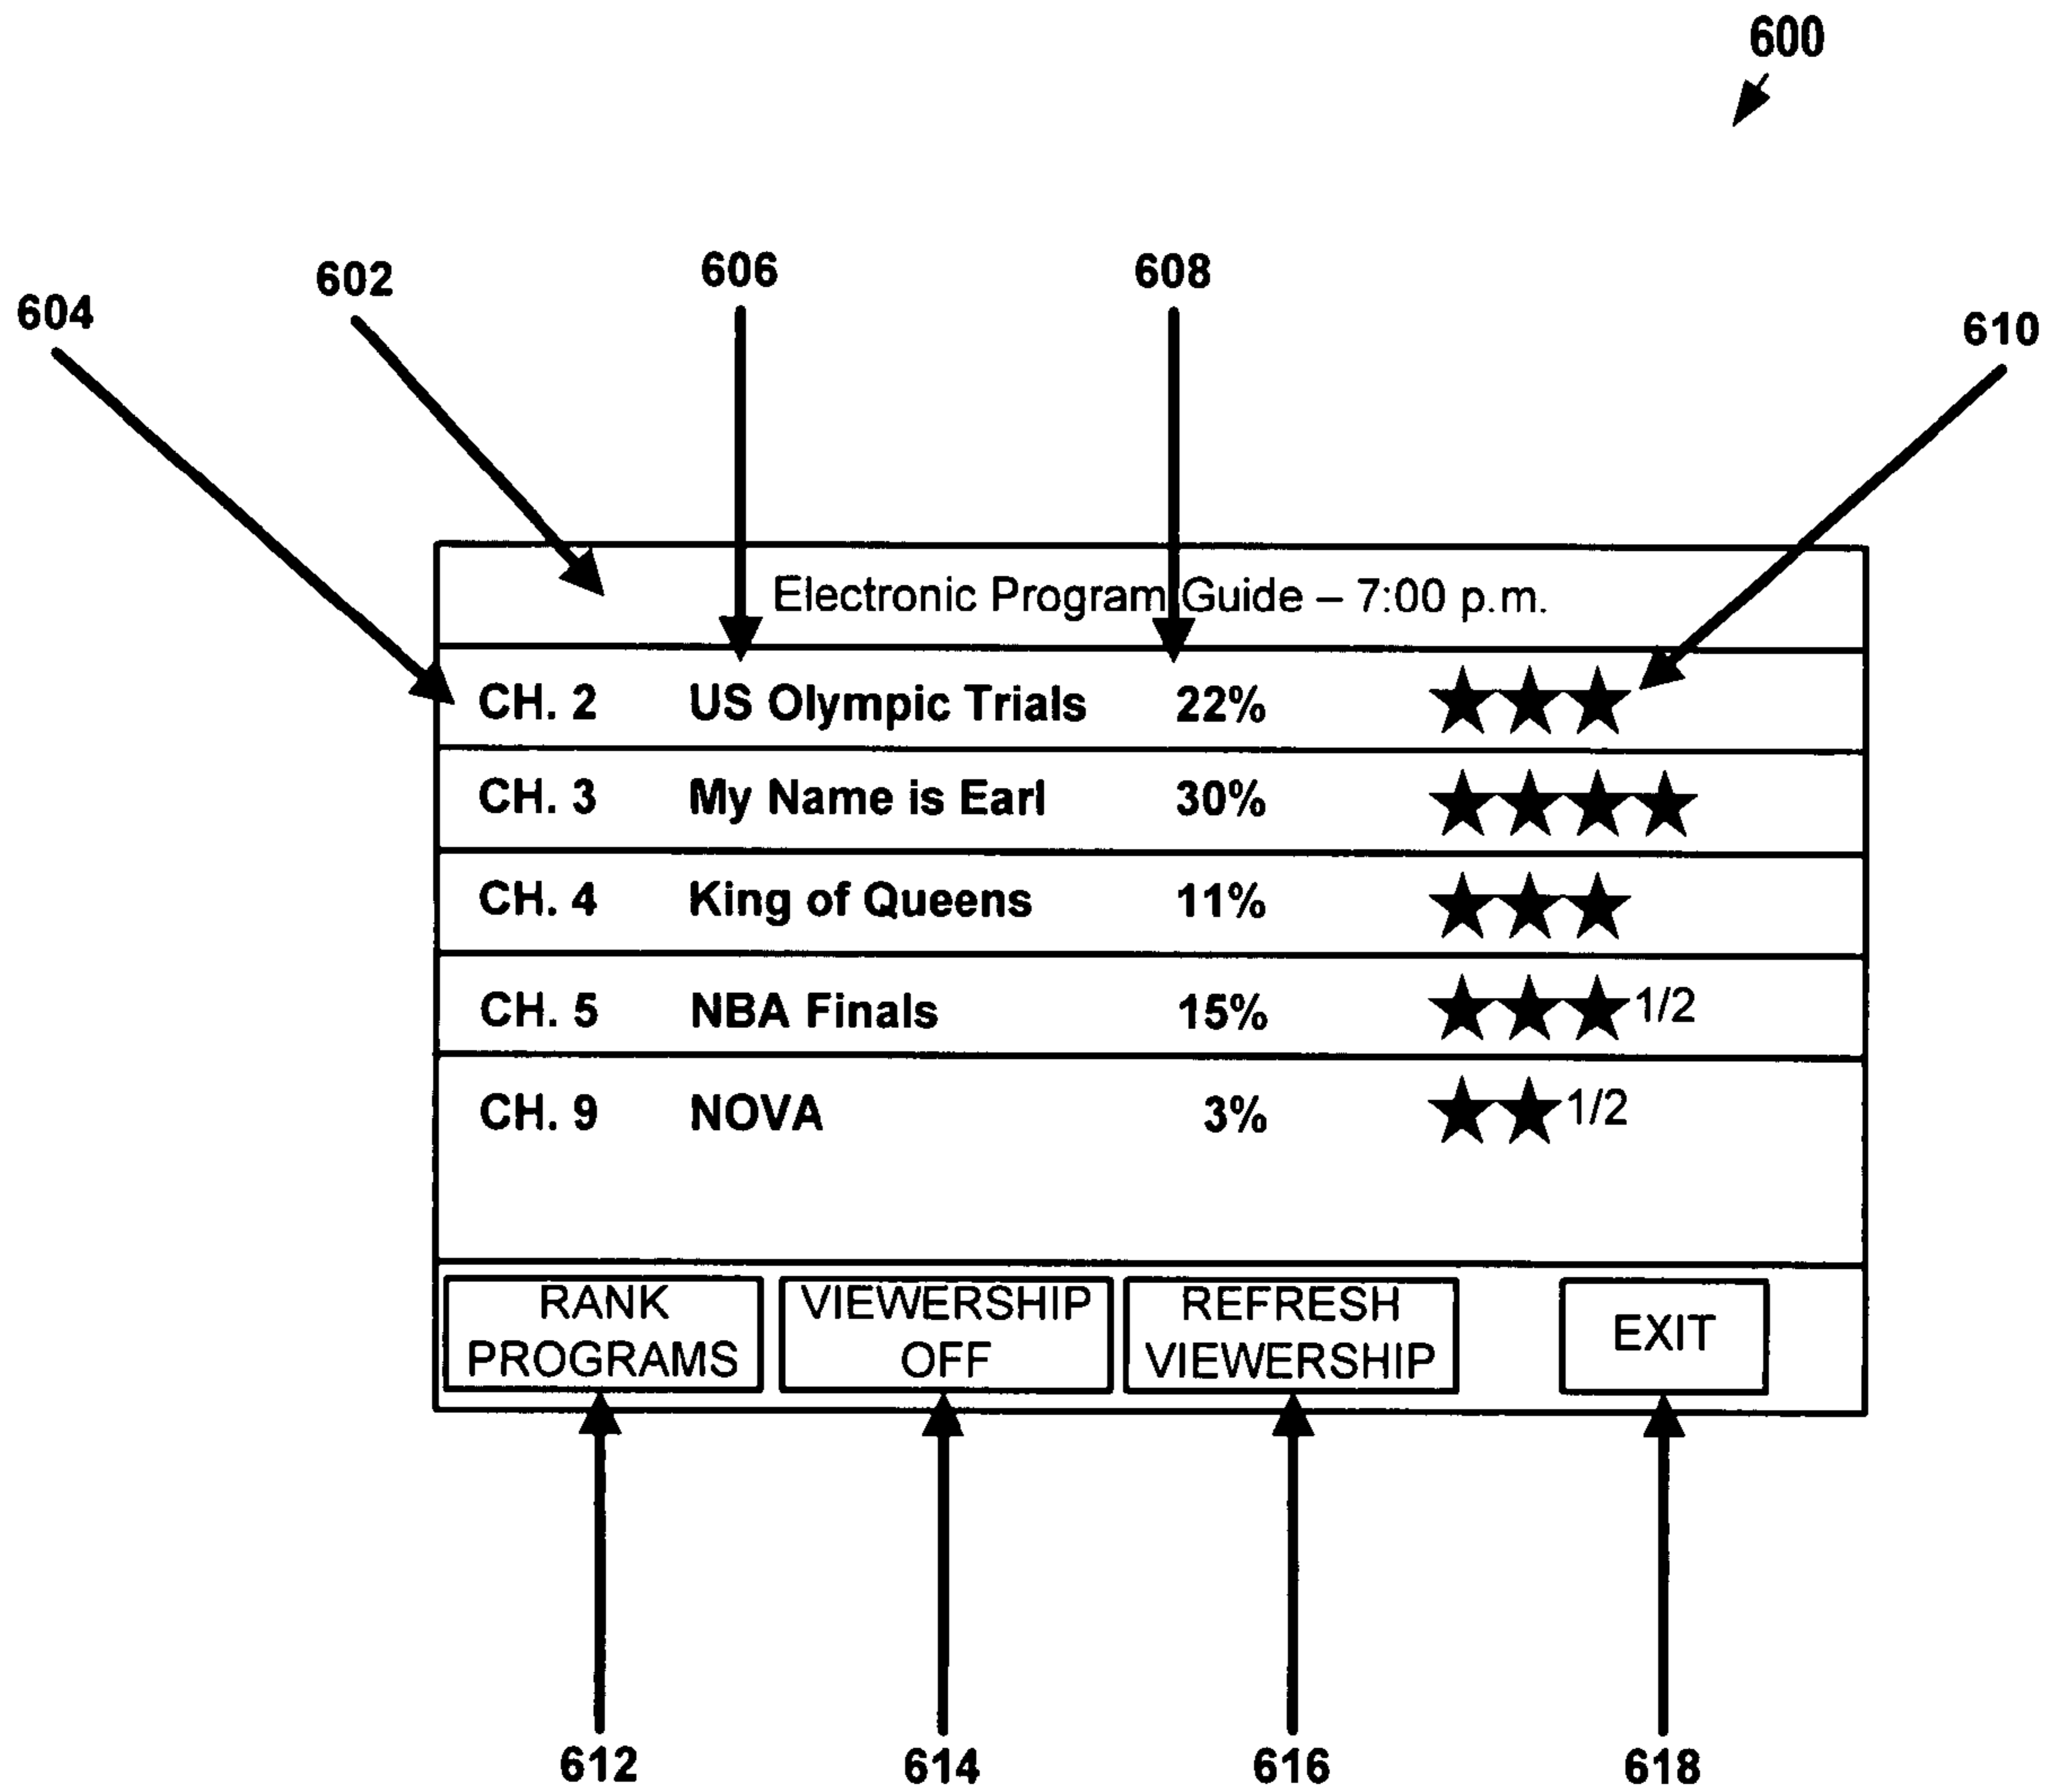 600
606
608
602
604
610
Electronic Program Guide – 7:00 p.m.
CH. 2 US Olympic Trials 22%
CH. 3 My Name is Earl 30%
CH. 4 King of Queens 11%
CH. 5 NBA Finals 15% 1/2
CH. 9 NOVA 3% 1/2
RANK PROGRAMS
VIEWERSHIP OFF
REFRESH VIEWERSHIP
EXIT
612
614
616
618